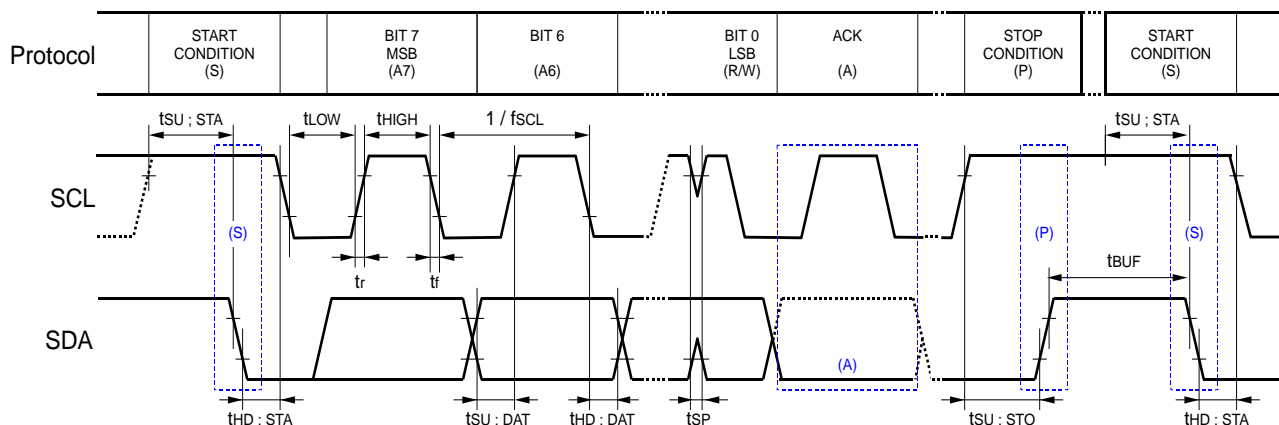 Protocol
START
CONDITION
(S)
BIT 7
MSB
(A7)
BIT 6
(A6)
BIT 0
LSB
(R/W)
ACK
(A)
STOP
CONDITION
(P)
START
CONDITION
(S)
tSU ; STA
tLOW
tHIGH
1 / fSCL
tSU ; STA
SCL
(S)
(P)
(S)
tr
tf
tBUF
SDA
(A)
tHD ; STA
tSU ; DAT
tHD ; DAT
tSP
tSU ; STO
tHD ; STA